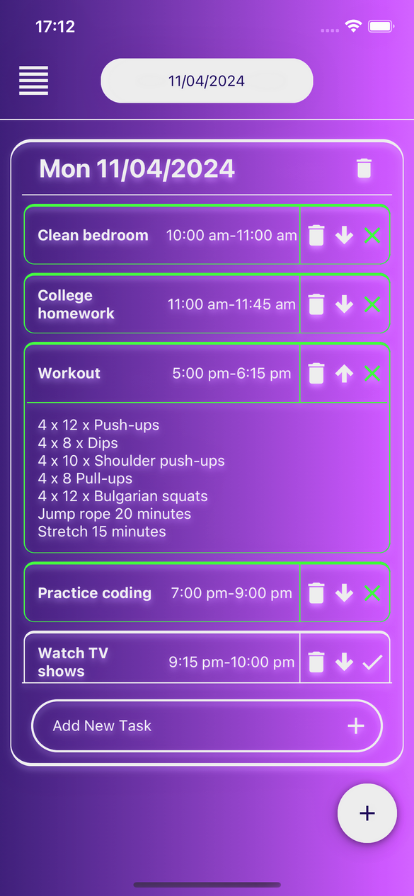 17:12
11/04/2024
Mon 11/04/2024
Clean bedroom 10:00 am-11:00 am
College
homework 11:00 am-11:45 am
Workout 5:00 pm-6:15 pm
4 x 12 x Push-ups
4 x 8 x Dips
4 x 10 x Shoulder push-ups
4 x 8 Pull-ups
4 x 12 x Bulgarian squats
Jump rope 20 minutes
Stretch 15 minutes
Practice coding 7:00 pm-9:00 pm
Watch TV
shows 9:15 pm-10:00 pm
Add New Task +
+